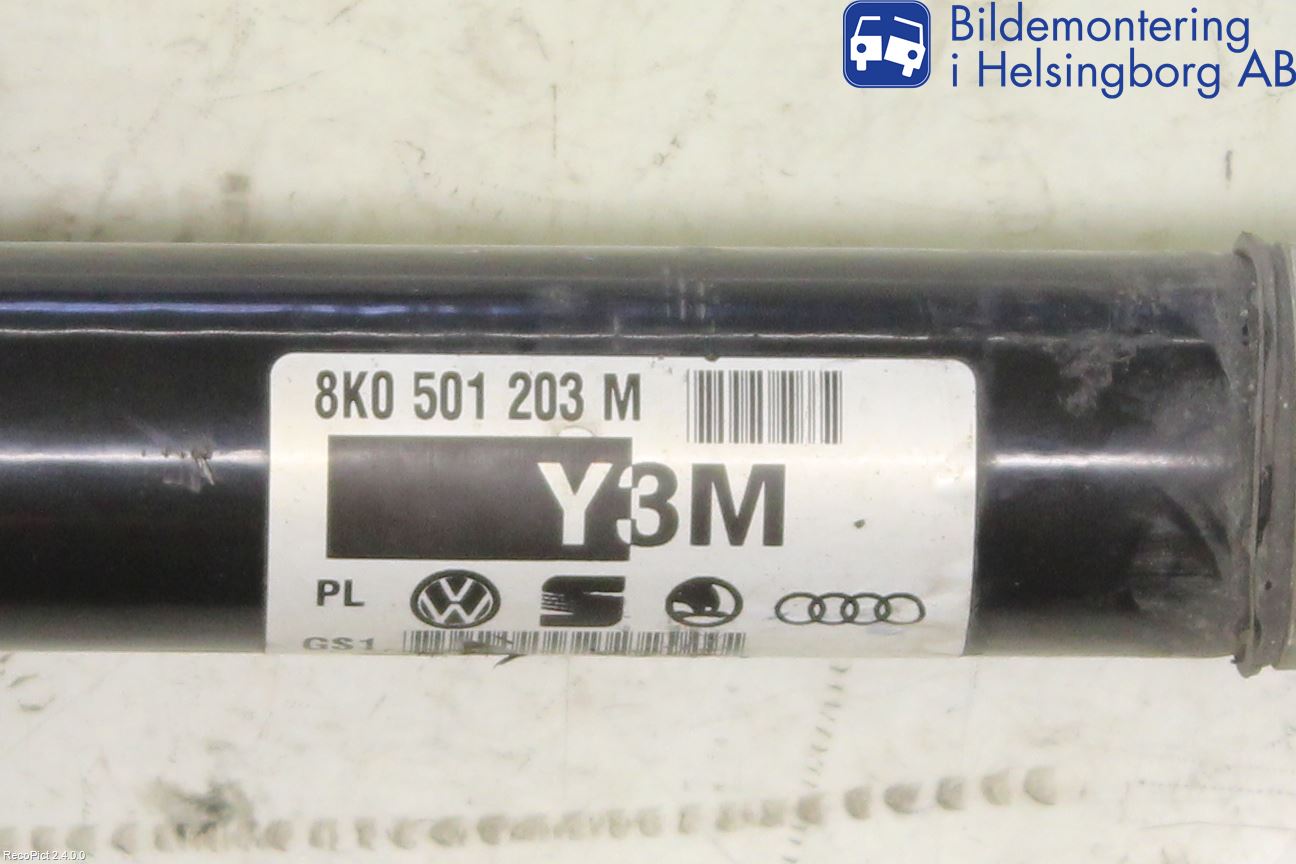 Bildemontering
i Helsingborg AB
8K0 501 203 M
Y3M
PL
GS1
RecoPict 2.4.0.0